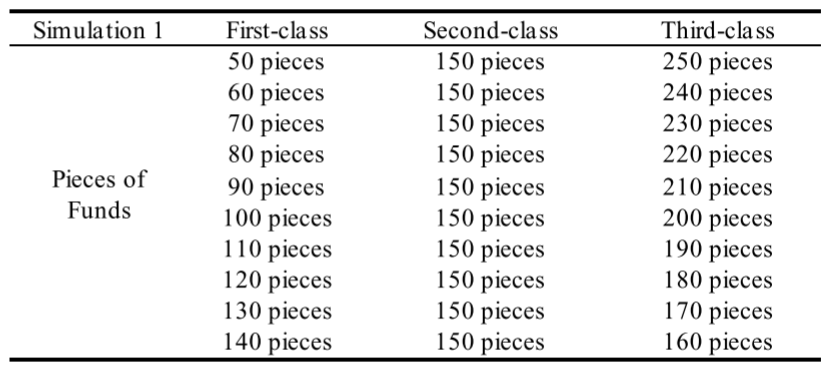 Simulation 1 First-class Second-class Third-class
50 pieces 150 pieces 250 pieces
60 pieces 150 pieces 240 pieces
70 pieces 150 pieces 230 pieces
80 pieces 150 pieces 220 pieces
Pieces of
90 pieces 150 pieces 210 pieces
Funds
100 pieces 150 pieces 200 pieces
110 pieces 150 pieces 190 pieces
120 pieces 150 pieces 180 pieces
130 pieces 150 pieces 170 pieces
140 pieces 150 pieces 160 pieces